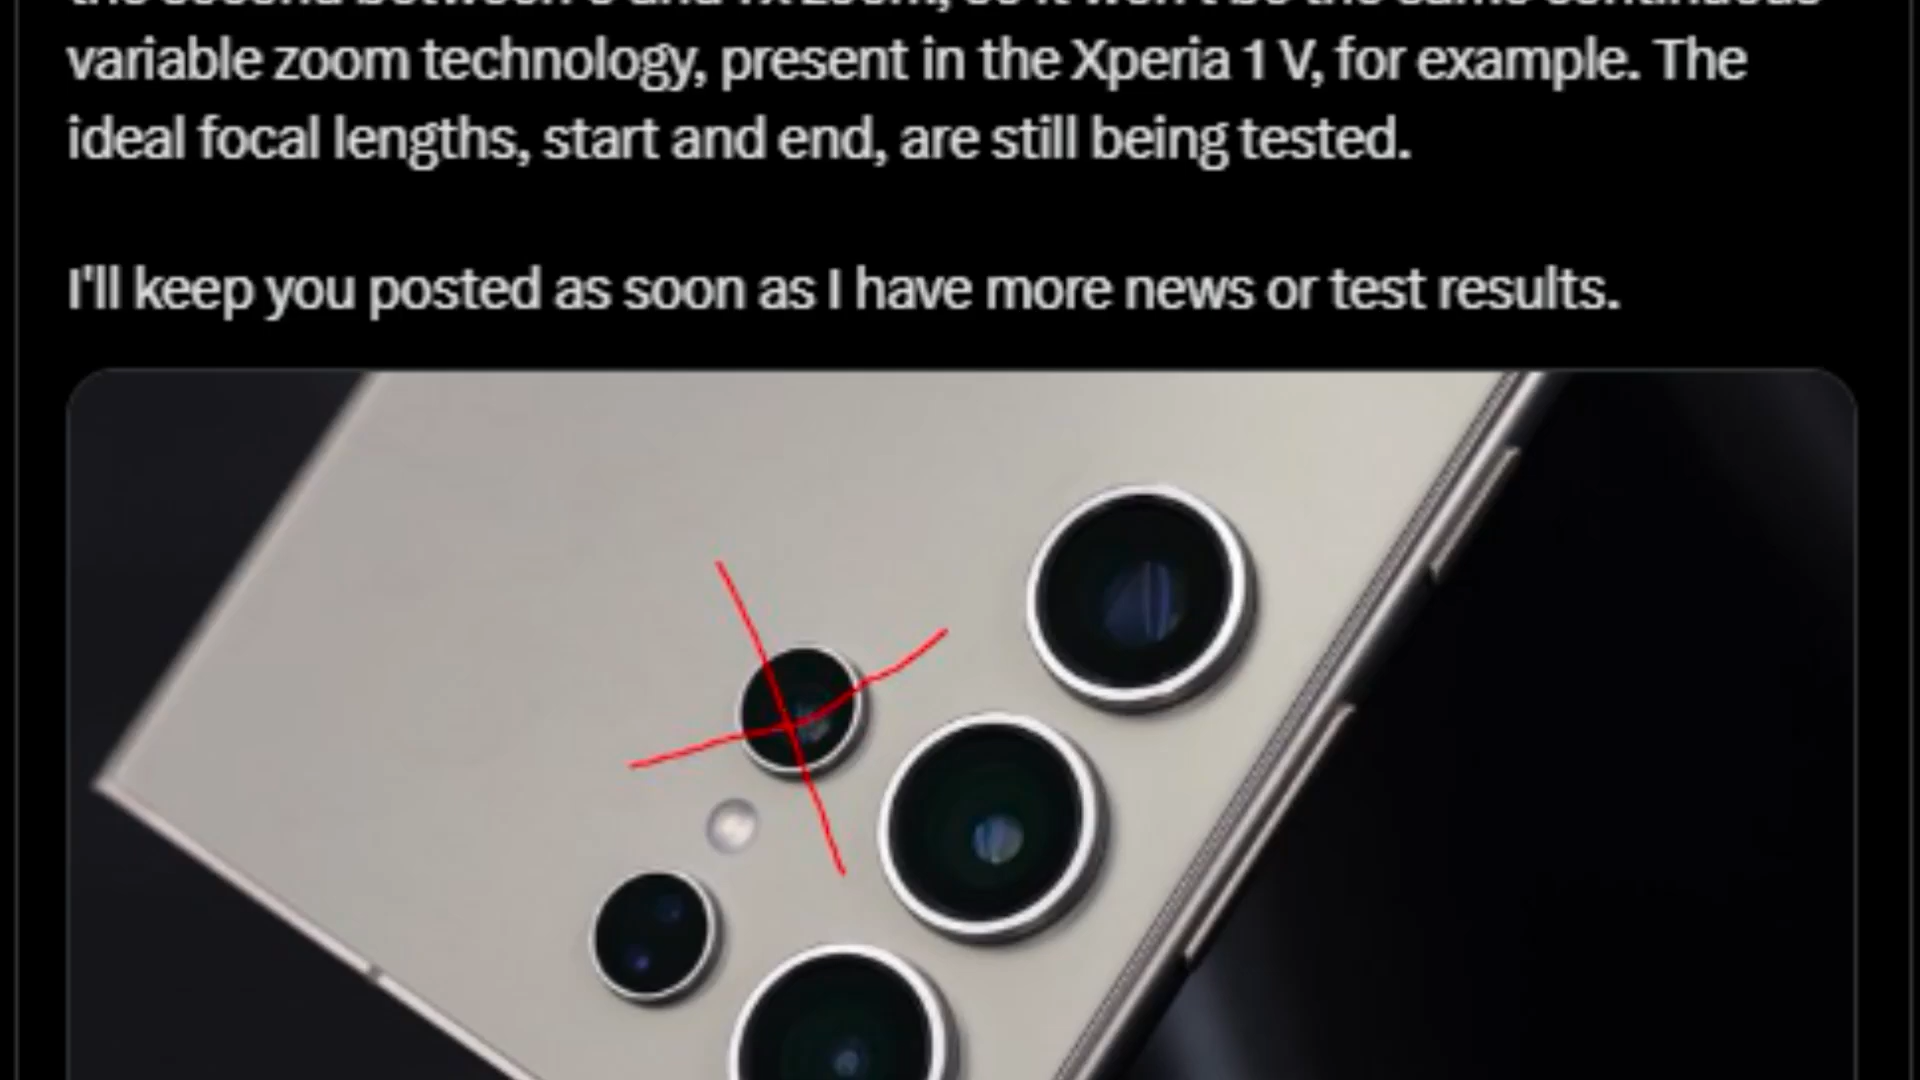 variable zoom technology, present in the Xperia 1 V, for example. The
ideal focal lengths, start and end, are still being tested.
I'll keep you posted as soon as I have more news or test results.